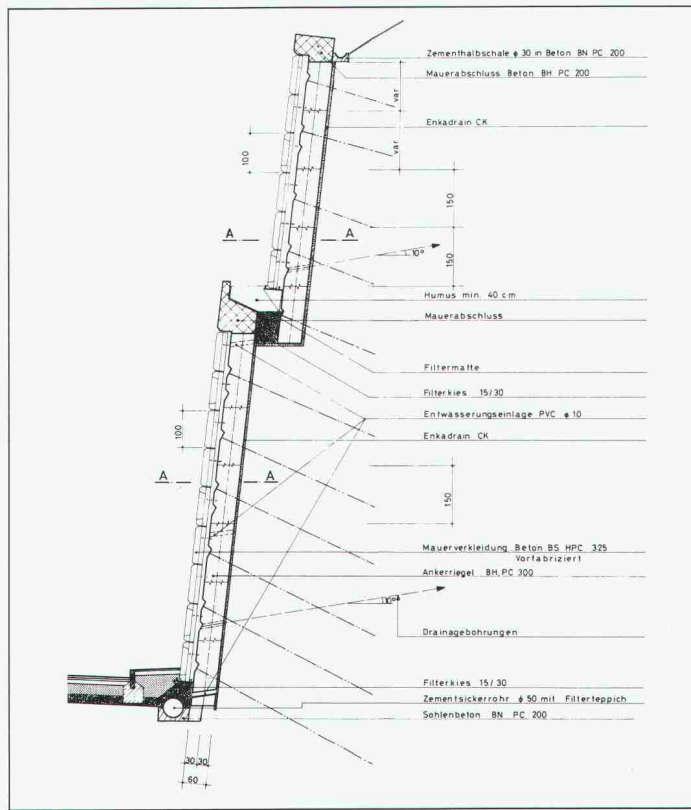 Zementhalbschale ϕ 30 in Beton BN PC 200
Mauerabschluss Beton BH PC 200
var
Enkadrain CK
var
100
150
A A
10°
150
Humus min. 40 cm
Mauerabschluss
Filtermatte
Filterkies 15/30
Entwässerungseinlage PVC ϕ 10
100
Enkadrain CK
A A
150
Mauerverkleidung Beton BS HPC 325
Vorfabriziert
Ankerriegel BH, PC 300
10°
Drainagebohrungen
Filterkies 15/30
Zementsickerrohr ϕ 50 mit Filterteppich
Sohlenbeton BN PC 200
30 30
60